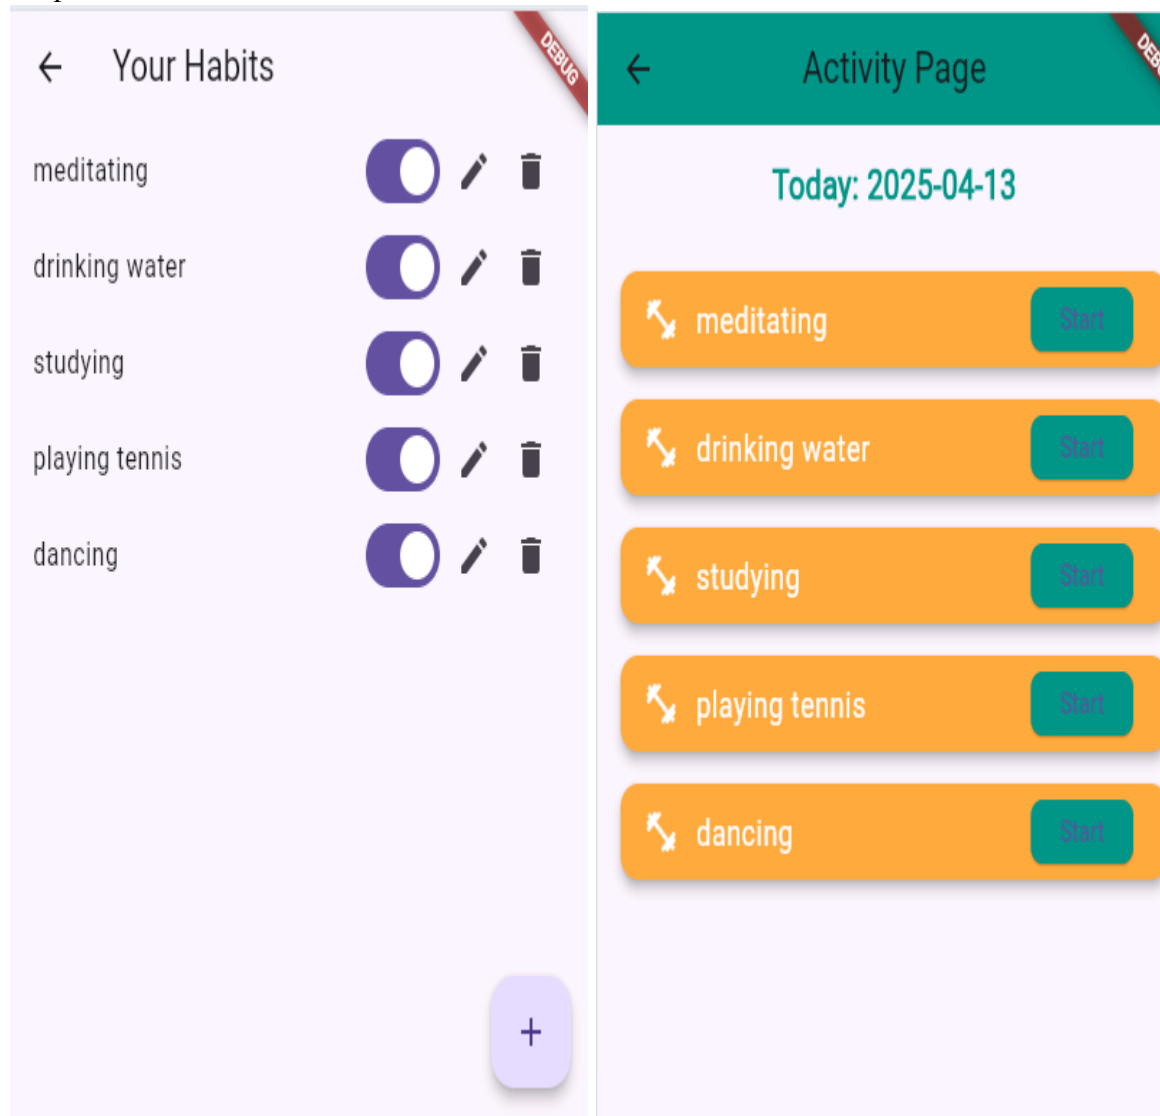 Your Habits
DEBUG
meditating
drinking water
studying
playing tennis
dancing
+
Activity Page
Today: 2025-04-13
meditating
Start
drinking water
Start
studying
Start
playing tennis
Start
dancing
Start